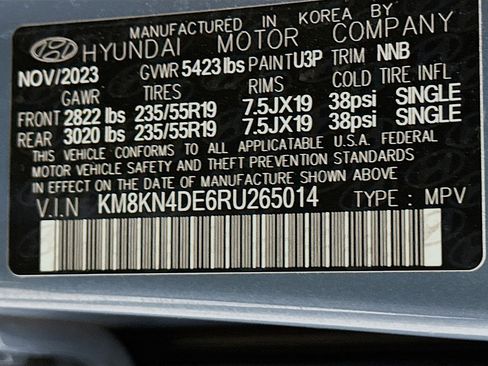 MANUFACTURED IN KOREA BY
HYUNDAI MOTOR COMPANY
NOV/2023 GVWR 5423 lbs PAINT U3P TRIM NNB
GAWR TIRES RIMS COLD TIRE INFL
FRONT 2822 lbs 235/55R19 7.5JX19 38psi SINGLE
REAR 3020 lbs 235/55R19 7.5JX19 38psi SINGLE
THIS VEHICLE CONFORMS TO ALL APPLICATABLE U.S.A. FEDERAL
MOTOR VEHICLE SAFETY AND THEFT PREVENTION STANDARDS
IN EFFECT ON THE DATE OF MANUFACTURE SHOWN ABOVE
V.I.N KM8KN4DE6RU265014 TYPE : MPV